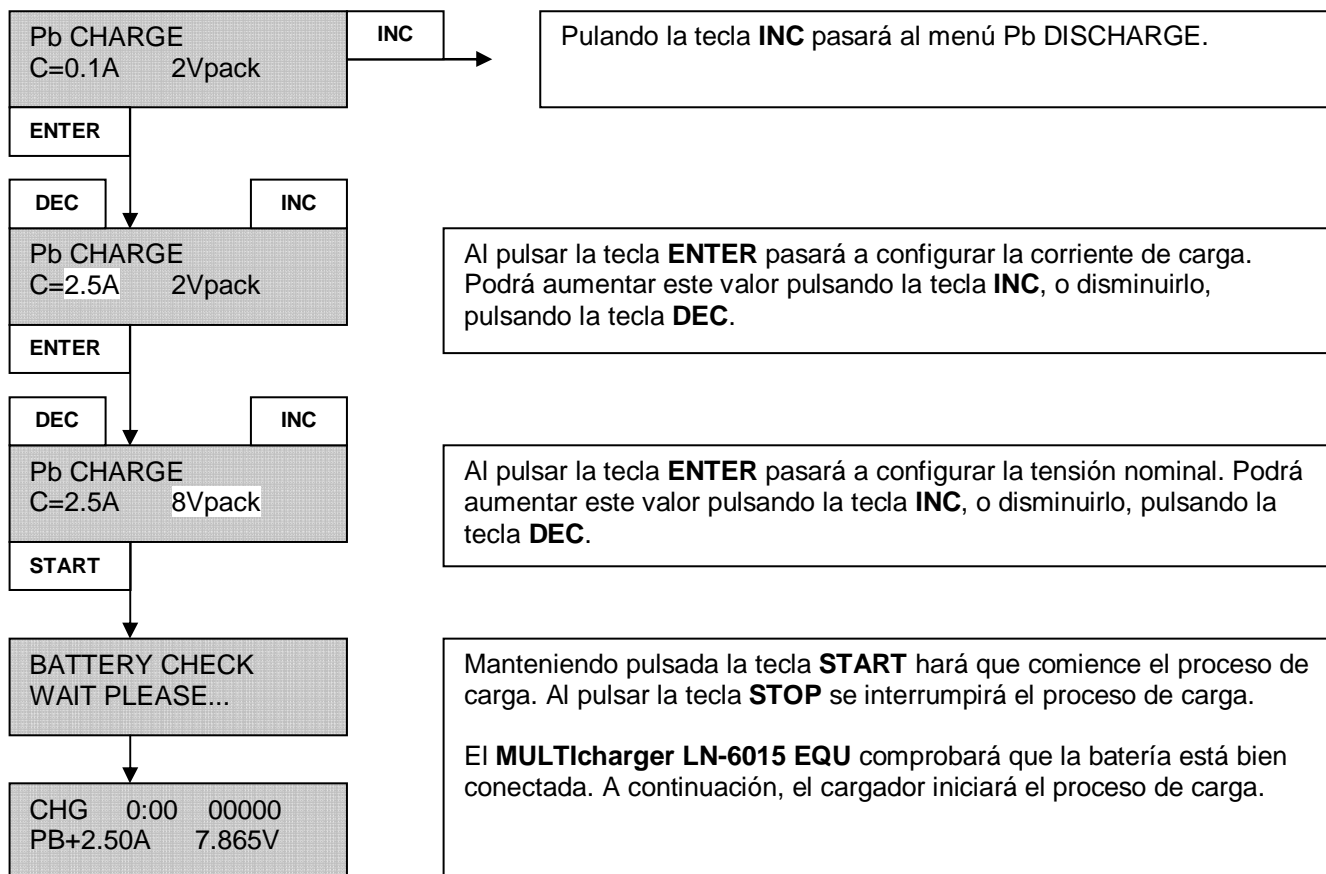 Pb CHARGE
C=0.1A 2Vpack
INC
Pulando la tecla INC pasará al menú Pb DISCHARGE.
ENTER
DEC
INC
Pb CHARGE
C=2.5A 2Vpack
Al pulsar la tecla ENTER pasará a configurar la corriente de carga.
Podrá aumentar este valor pulsando la tecla INC, o disminuirlo,
pulsando la tecla DEC.
ENTER
DEC
INC
Pb CHARGE
C=2.5A 8Vpack
Al pulsar la tecla ENTER pasará a configurar la tensión nominal. Podrá
aumentar este valor pulsando la tecla INC, o disminuirlo, pulsando la
tecla DEC.
START
BATTERY CHECK
WAIT PLEASE...
Manteniendo pulsada la tecla START hará que comience el proceso de
carga. Al pulsar la tecla STOP se interrumpirá el proceso de carga.
El MULTIcharger LN-6015 EQU comprobará que la batería está bien
conectada. A continuación, el cargador iniciará el proceso de carga.
CHG 0:00 00000
PB+2.50A 7.865V